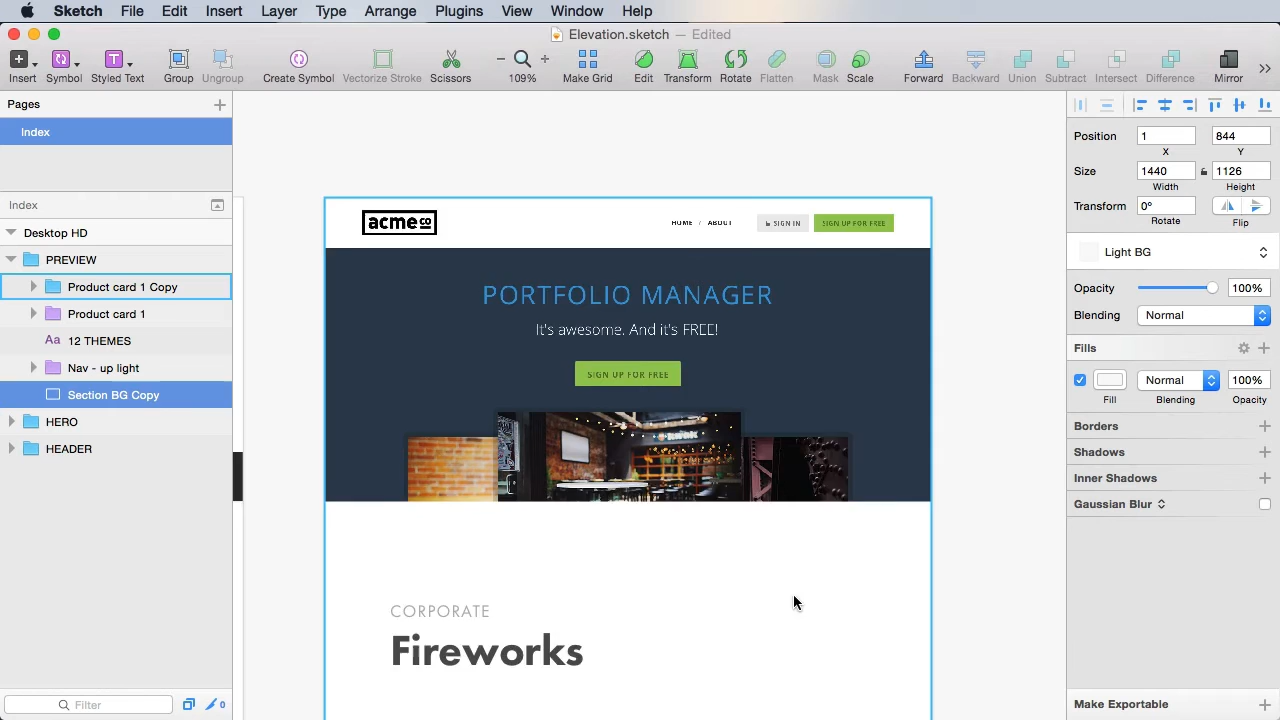 Sketch File Edit Insert Layer Type Arrange Plugins View Window Help
Elevation.sketch — Edited
Insert Symbol Styled Text Group Ungroup Create Symbol Vectorize Stroke Scissors 109% Make Grid Edit Transform Rotate Flatten Mask Scale Forward Backward Union Subtract Intersect Difference Mirror
Pages
Index
Index
Desktop HD
PREVIEW
Product card 1 Copy
Product card 1
Aa 12 THEMES
Nav - up light
Section BG Copy
HERO
HEADER
Filter
0
acme co
HOME / ABOUT
SIGN IN
SIGN UP FOR FREE
PORTFOLIO MANAGER
It's awesome. And it's FREE!
SIGN UP FOR FREE
CORPORATE
Fireworks
Position 1 844
X Y
Size 1440 1126
Width Height
Transform 0°
Rotate Flip
Light BG
Opacity 100%
Blending Normal
Fills
Normal 100%
Fill Blending Opacity
Borders
Shadows
Inner Shadows
Gaussian Blur
Make Exportable